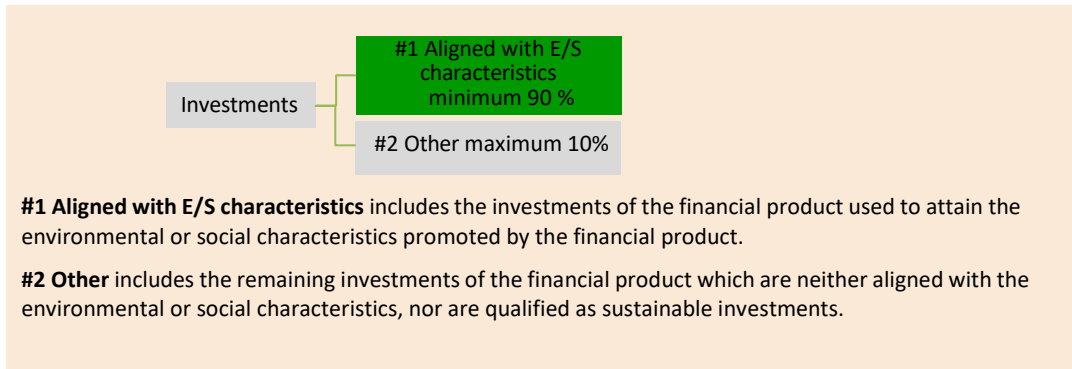 #1 Aligned with E/S
characteristics
minimum 90 %
Investments
#2 Other maximum 10%
#1 Aligned with E/S characteristics includes the investments of the financial product used to attain the
environmental or social characteristics promoted by the financial product.
#2 Other includes the remaining investments of the financial product which are neither aligned with the
environmental or social characteristics, nor are qualified as sustainable investments.